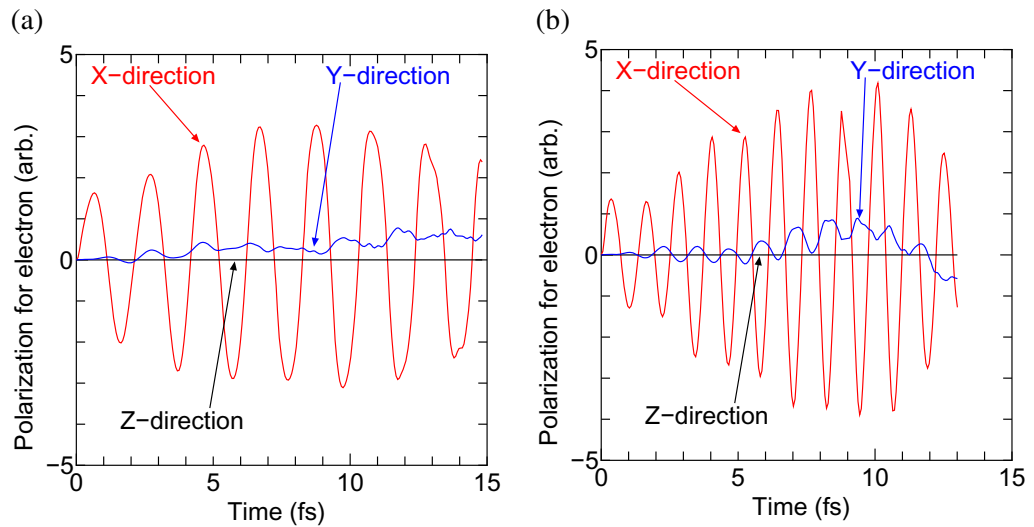 (a)
5
X−direction
Y−direction
Polarization for electron (arb.)
0
Z−direction
−5
0
5
10
15
Time (fs)
(b)
5
X−direction
Y−direction
Polarization for electron (arb.)
0
Z−direction
−5
0
5
10
15
Time (fs)